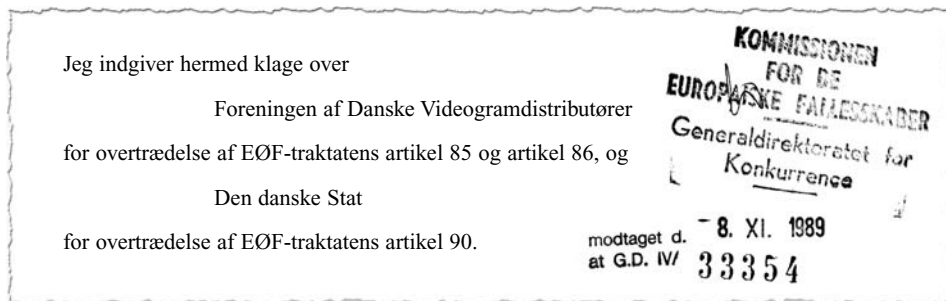 Jeg indgiver hermed klage over
Foreningen af Danske Videogramdistributører
for overtrædelse af EØF-traktatens artikel 85 og artikel 86, og
Den danske Stat
for overtrædelse af EØF-traktatens artikel 90.
KOMMISSIONEN
FOR DE
EUROPÆISKE FÆLLESSKABER
Generaldirektoratet for
Konkurrence
modtaget d. - 8. XI. 1989
at G.D. IV/ 33354